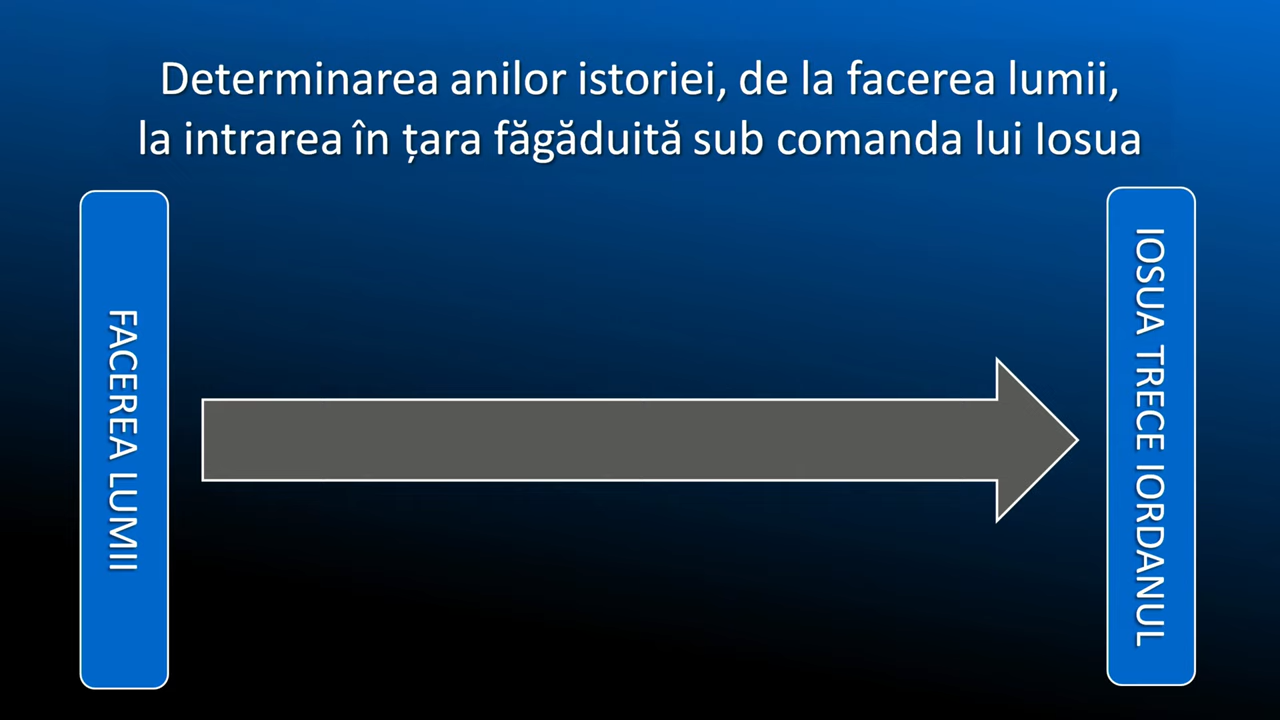 Determinarea anilor istoriei, de la facerea lumii,
la intrarea în țara făgăduită sub comanda lui Iosua
FACEREA LUMII
IOSUA TRECE IORDANUL